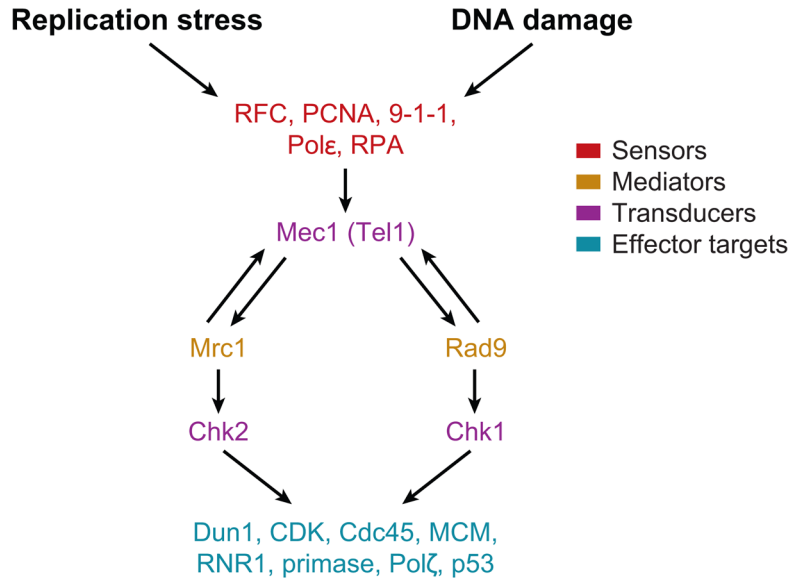 Replication stress
DNA damage
RFC, PCNA, 9-1-1,
Polε, RPA
Sensors
Mediators
Transducers
Effector targets
Mec1 (Tel1)
Mrc1
Rad9
Chk2
Chk1
Dun1, CDK, Cdc45, MCM,
RNR1, primase, Polζ, p53